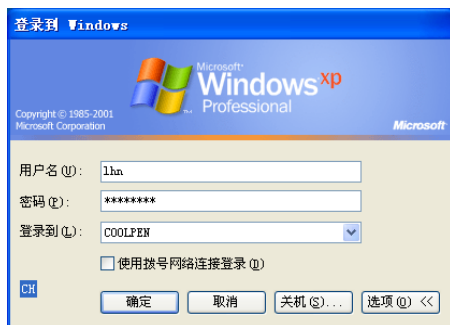 登录到 Windows
Microsoft®
Windows xp
Professional
Copyright © 1985-2001
Microsoft Corporation
Microsoft
用户名(U): lhn
密码(P): ********
登录到(L): COOLPEN
使用拨号网络连接登录(D)
CH
确定 取消 关机(S)... 选项(O) <<